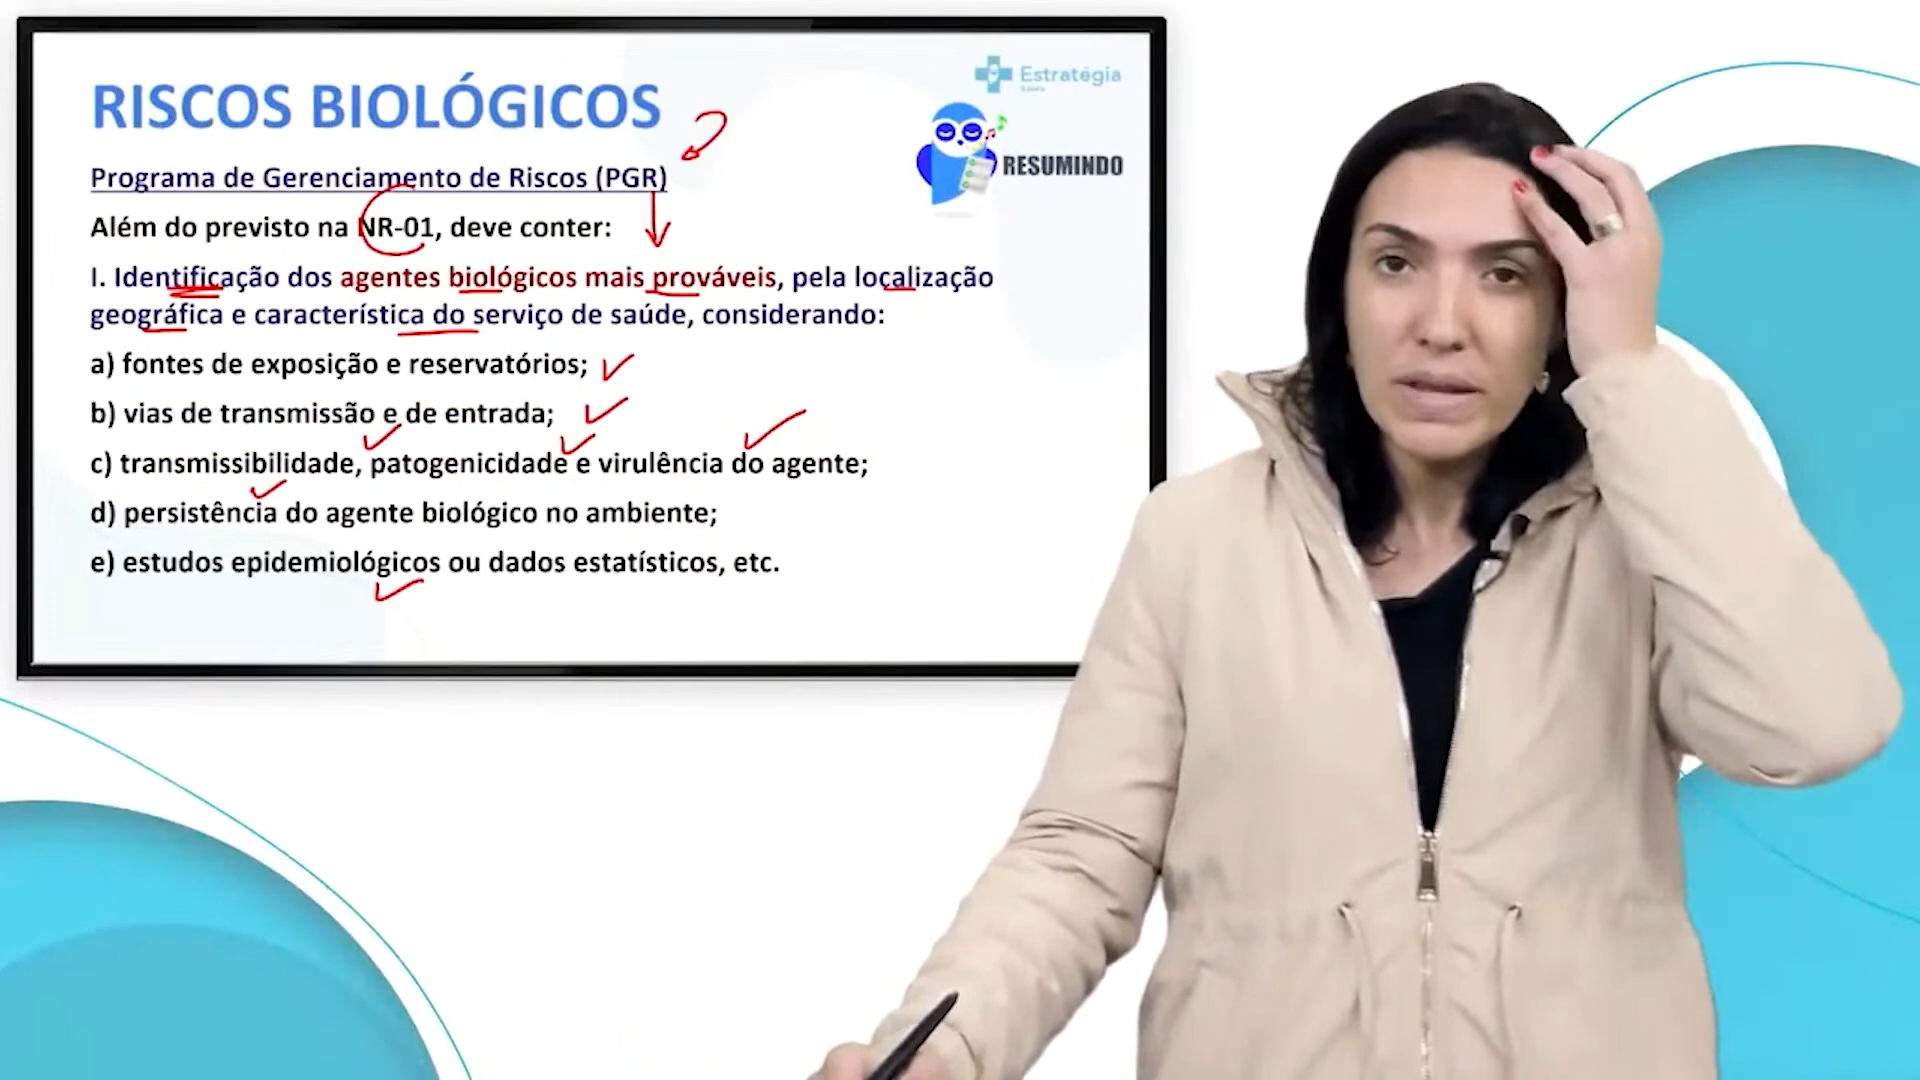 RISCOS BIOLÓGICOS
Estratégia
RESUMINDO
Programa de Gerenciamento de Riscos (PGR)
Além do previsto na NR-01, deve conter:
I. Identificação dos agentes biológicos mais prováveis, pela localização
geográfica e característica do serviço de saúde, considerando:
a) fontes de exposição e reservatórios;
b) vias de transmissão e de entrada;
c) transmissibilidade, patogenicidade e virulência do agente;
d) persistência do agente biológico no ambiente;
e) estudos epidemiológicos ou dados estatísticos, etc.